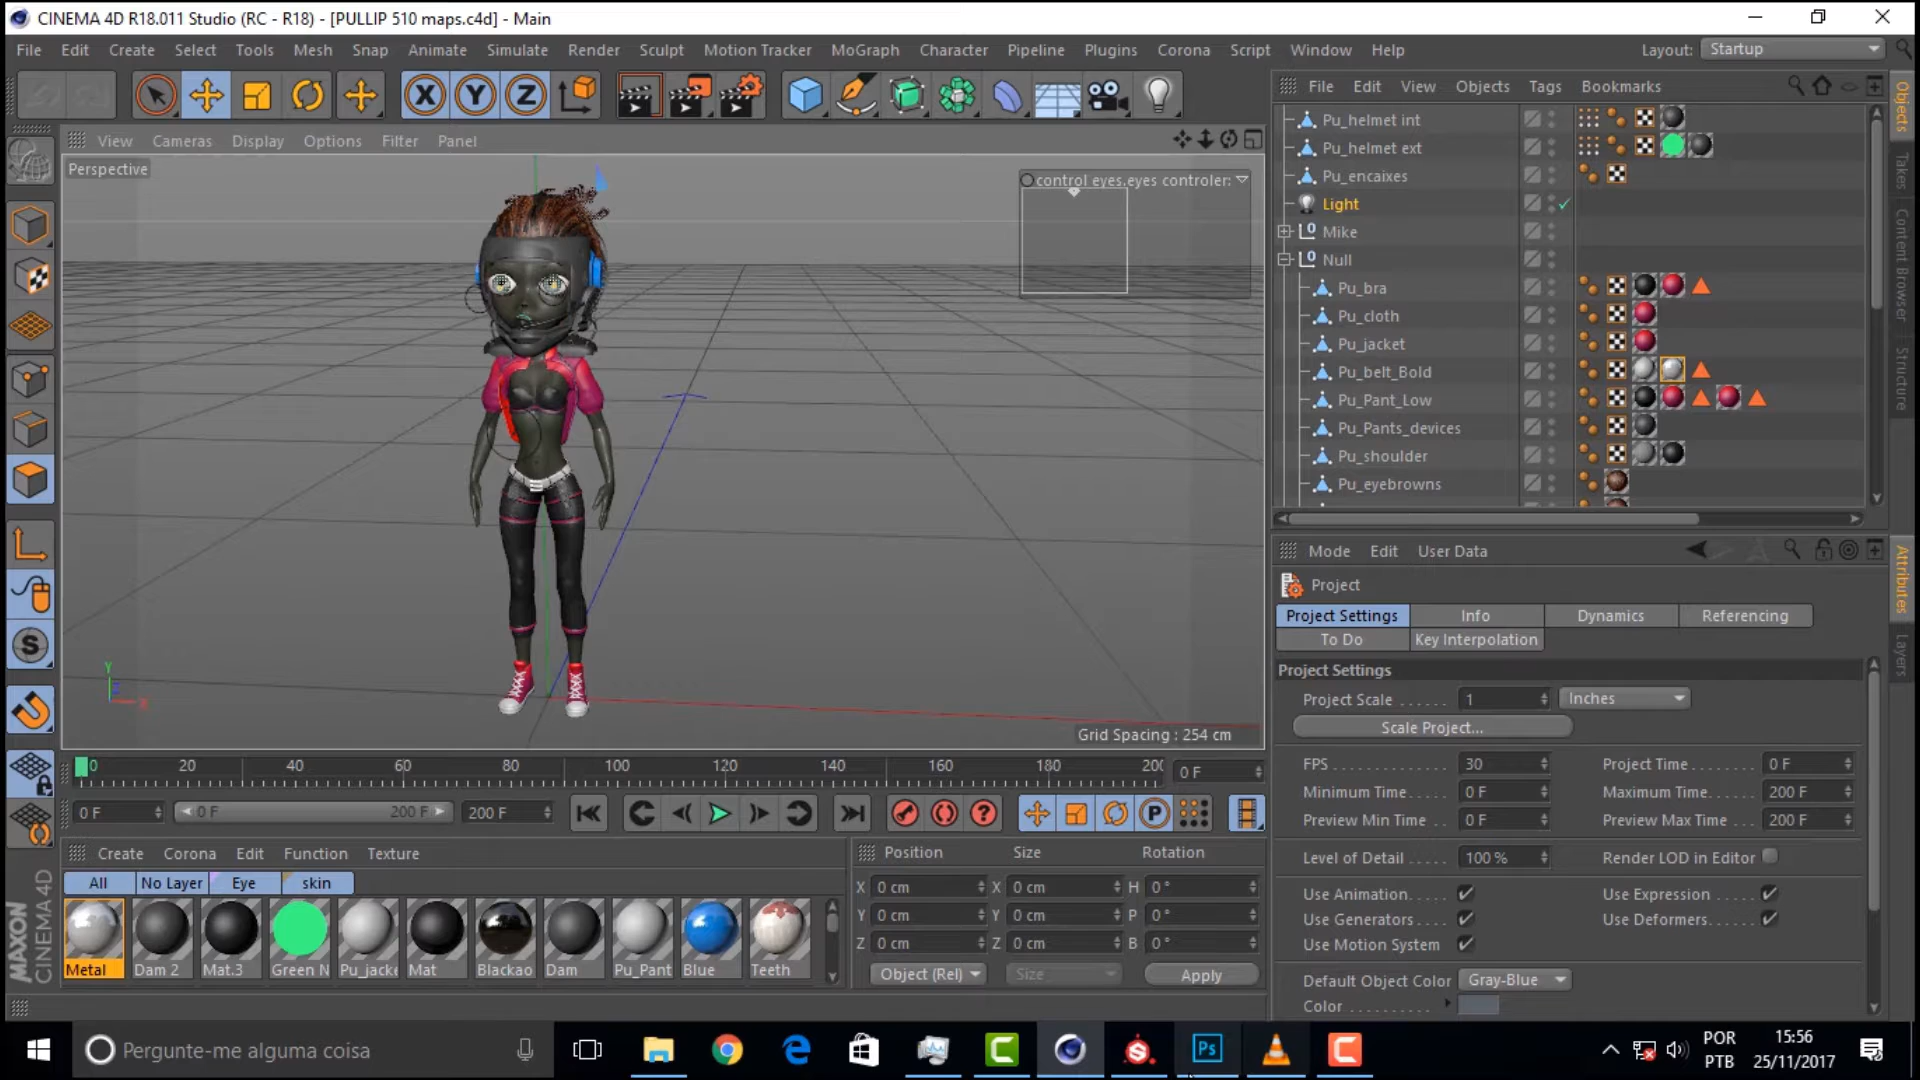 CINEMA 4D R18.011 Studio (RC - R18) - [PULLIP 510 maps.c4d] - Main
File Edit Create Select Tools Mesh Snap Animate Simulate Render Sculpt Motion Tracker MoGraph Character Pipeline Plugins Corona Script Window Help Layout: Startup
File Edit View Objects Tags Bookmarks
View Cameras Display Options Filter Panel
Perspective
control eyes.eyes controler:
Pu_helmet int
Pu_helmet ext
Pu_encaixes
Light
Mike
Null
Pu_bra
Pu_cloth
Pu_jacket
Pu_belt_Bold
Pu_Pant_Low
Pu_Pants_devices
Pu_shoulder
Pu_eyebrowns
Objects
Takes
Content Browser
Structure
X Y Z
S
Y
Z
X
Grid Spacing : 254 cm
Mode Edit User Data
Project
Project Settings Info Dynamics Referencing
To Do Key Interpolation
Project Settings
Project Scale 1 Inches
Scale Project...
FPS 30 Project Time 0 F
Minimum Time 0 F Maximum Time 200 F
Preview Min Time 0 F Preview Max Time 200 F
Level of Detail 100 % Render LOD in Editor
Use Animation Use Expression
Use Generators Use Deformers
Use Motion System
Default Object Color Gray-Blue
Color
Attributes
Layers
0 20 40 60 80 100 120 140 160 180 200 0 F
0 F 0 F 200 F 200 F
P
Create Corona Edit Function Texture
All No Layer Eye skin
Metal Dam 2 Mat.3 Green N Pu_jacke Mat Blackao Dam Pu_Pant Blue Teeth
Position Size Rotation
X 0 cm X 0 cm H 0 °
Y 0 cm Y 0 cm P 0 °
Z 0 cm Z 0 cm B 0 °
Object (Rel) Size Apply
MAXON
CINEMA 4D
Pergunte-me alguma coisa
Ps
POR
PTB
15:56
25/11/2017